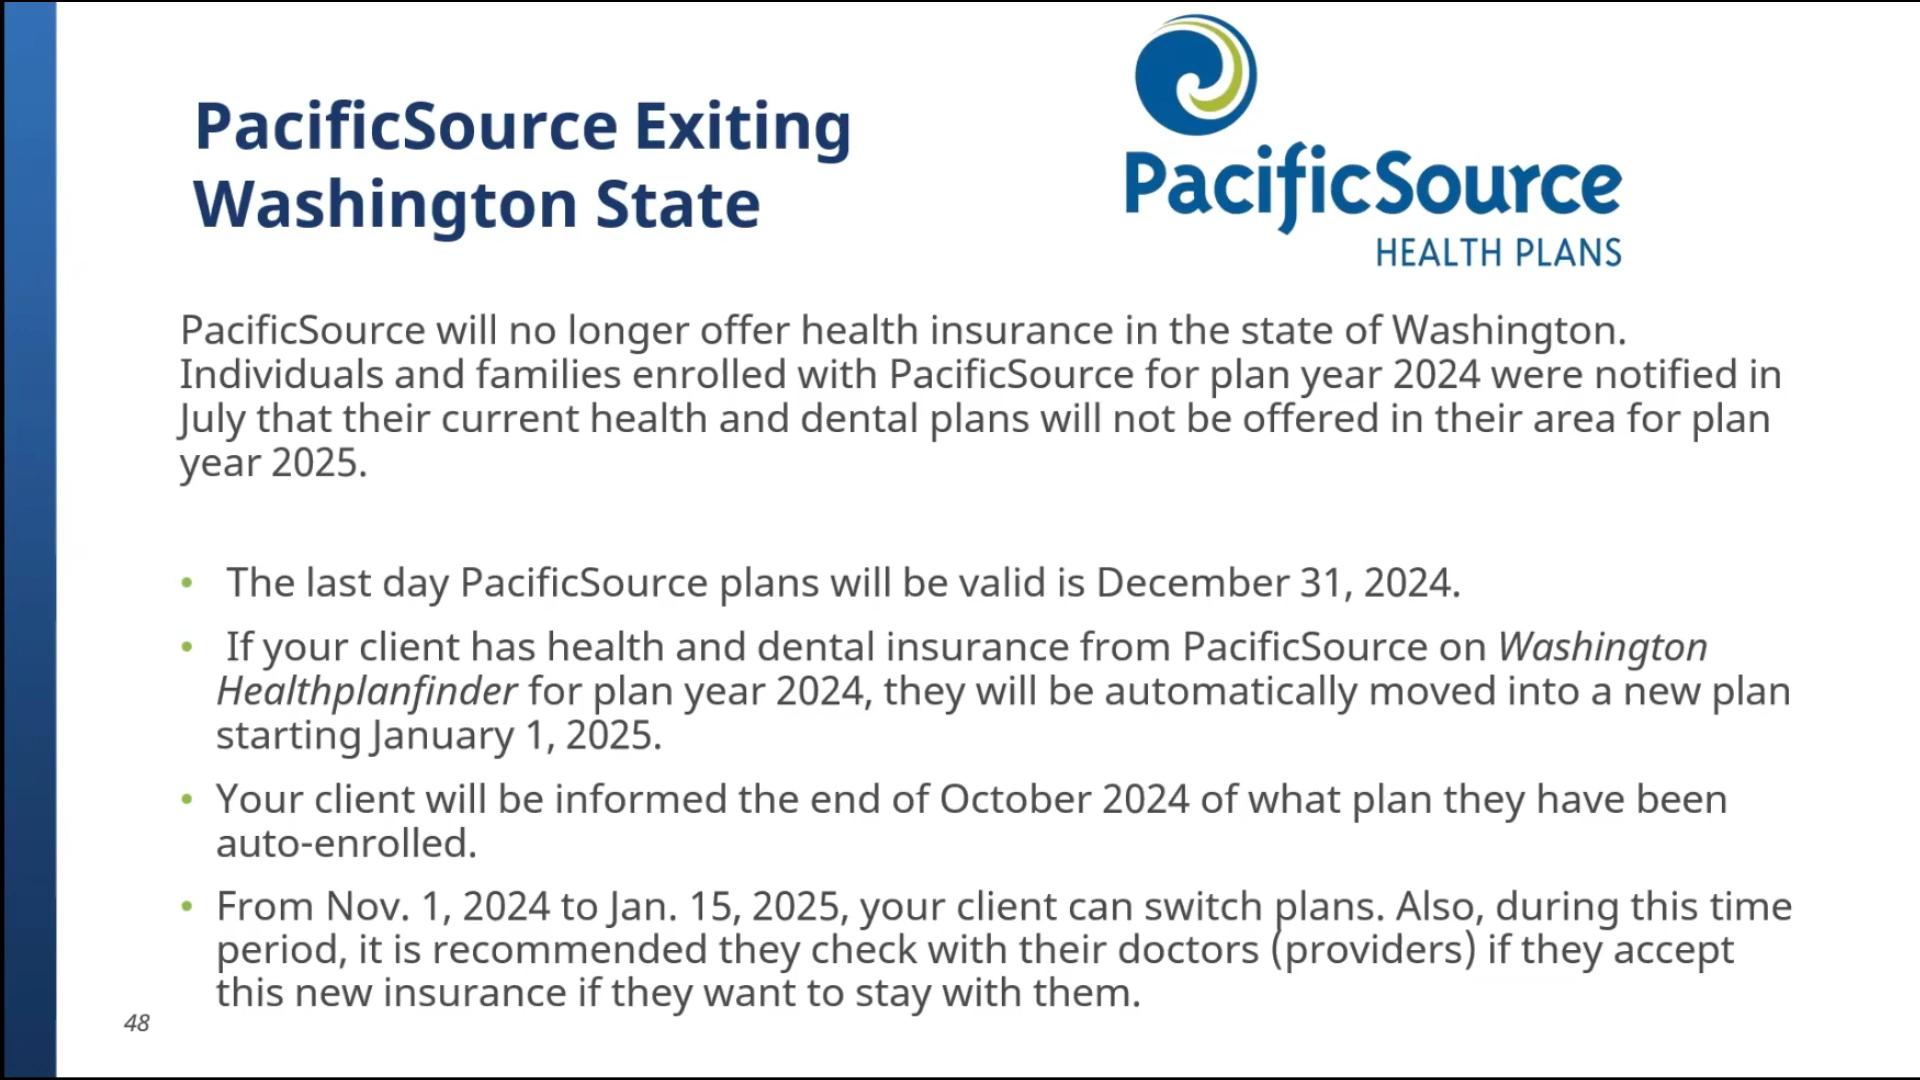 PacificSource Exiting
Washington State
PacificSource
HEALTH PLANS
PacificSource will no longer offer health insurance in the state of Washington.
Individuals and families enrolled with PacificSource for plan year 2024 were notified in
July that their current health and dental plans will not be offered in their area for plan
year 2025.
• The last day PacificSource plans will be valid is December 31, 2024.
• If your client has health and dental insurance from PacificSource on Washington
Healthplanfinder for plan year 2024, they will be automatically moved into a new plan
starting January 1, 2025.
• Your client will be informed the end of October 2024 of what plan they have been
auto-enrolled.
• From Nov. 1, 2024 to Jan. 15, 2025, your client can switch plans. Also, during this time
period, it is recommended they check with their doctors (providers) if they accept
this new insurance if they want to stay with them.
48